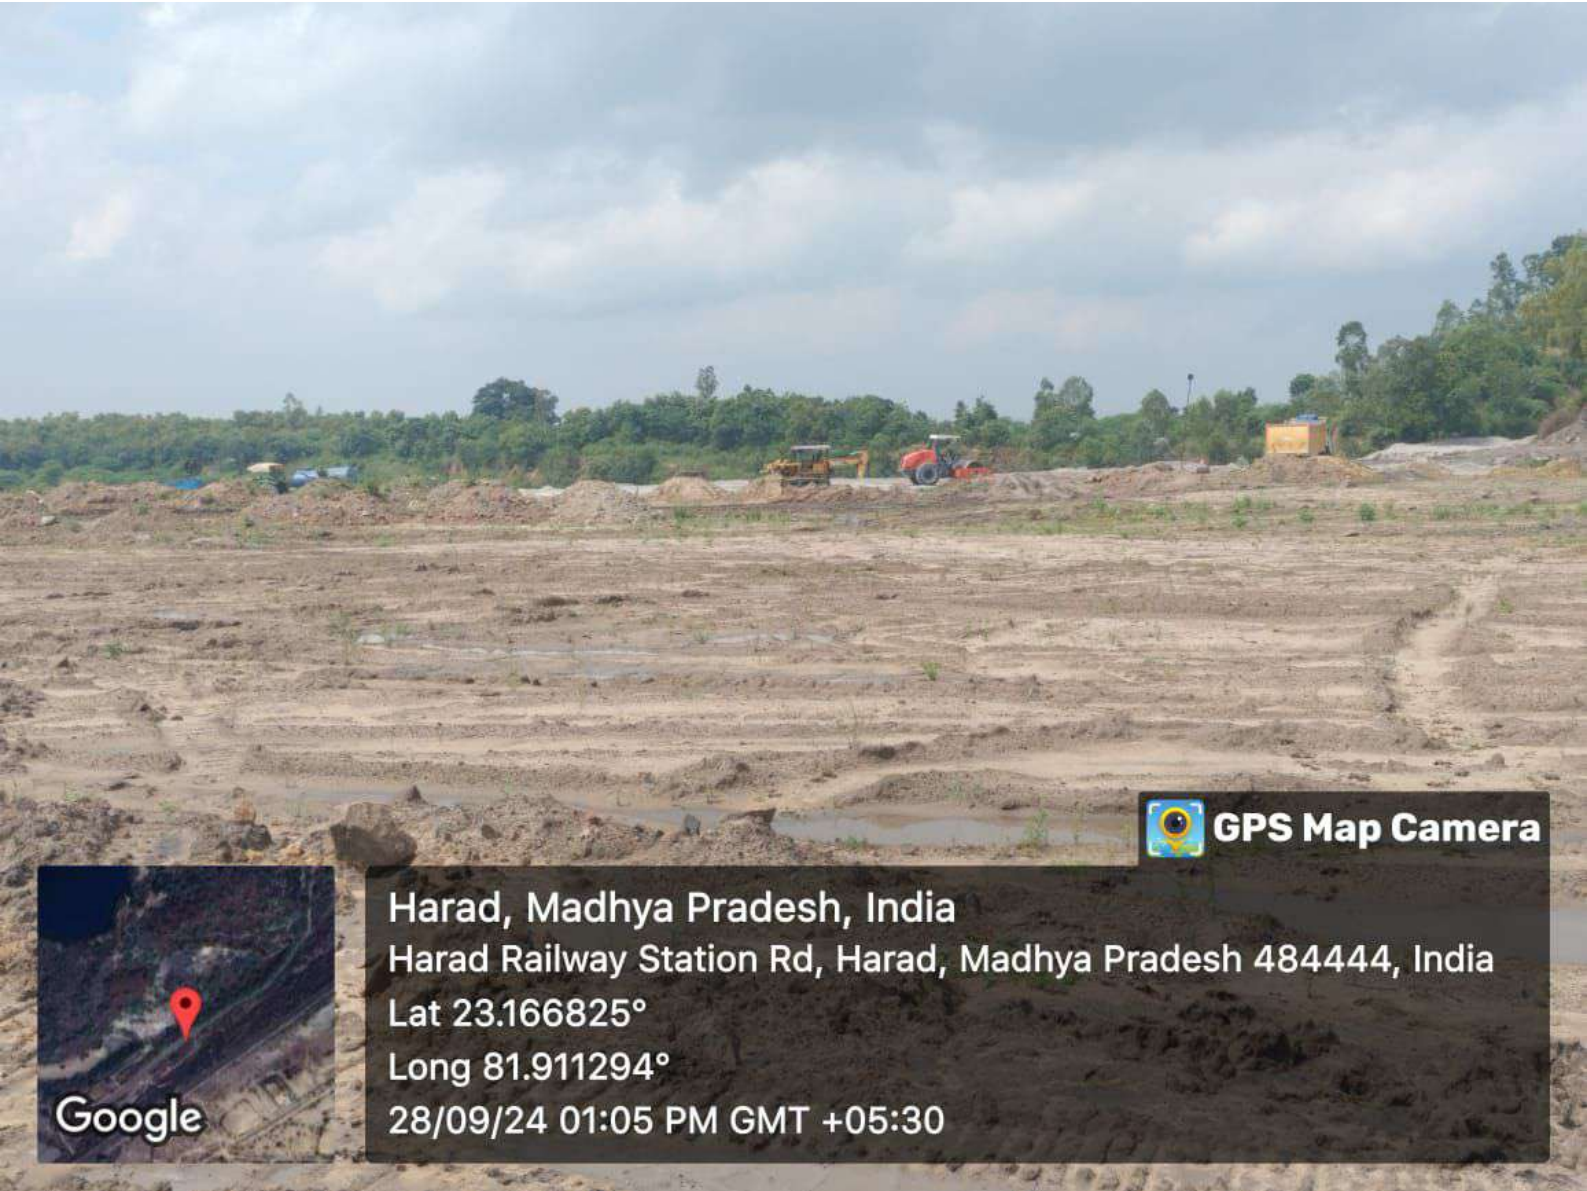 GPS Map Camera
Harad, Madhya Pradesh, India
Harad Railway Station Rd, Harad, Madhya Pradesh 484444, India
Lat 23.166825°
Long 81.911294°
28/09/24 01:05 PM GMT +05:30
Google